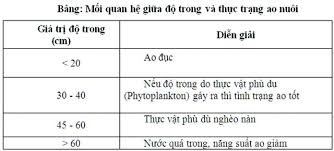 Bảng: Mối quan hệ giữa độ trong và thực trạng ao nuôi
Giá trị độ trong
(cm)
Diễn giải
< 20
Ao đục
30 - 40
Nếu độ trong do thực vật phù du
(Phytoplankton) gây ra thì tình trạng ao tốt
45 - 60
Thực vật phù dù nghèo nàn
> 60
Nước quá trong, năng suất ao giảm